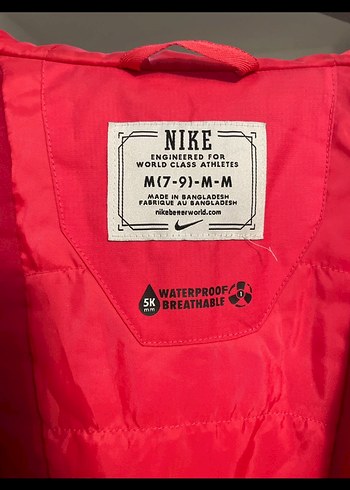 NIKE
ENGINEERED FOR
WORLD CLASS ATHLETES
M(7-9)-M-M
MADE IN BANGLADESH
FABRIQUE AU BANGLADESH
nikebetterworld.com
5K WATERPROOF
mm BREATHABLE